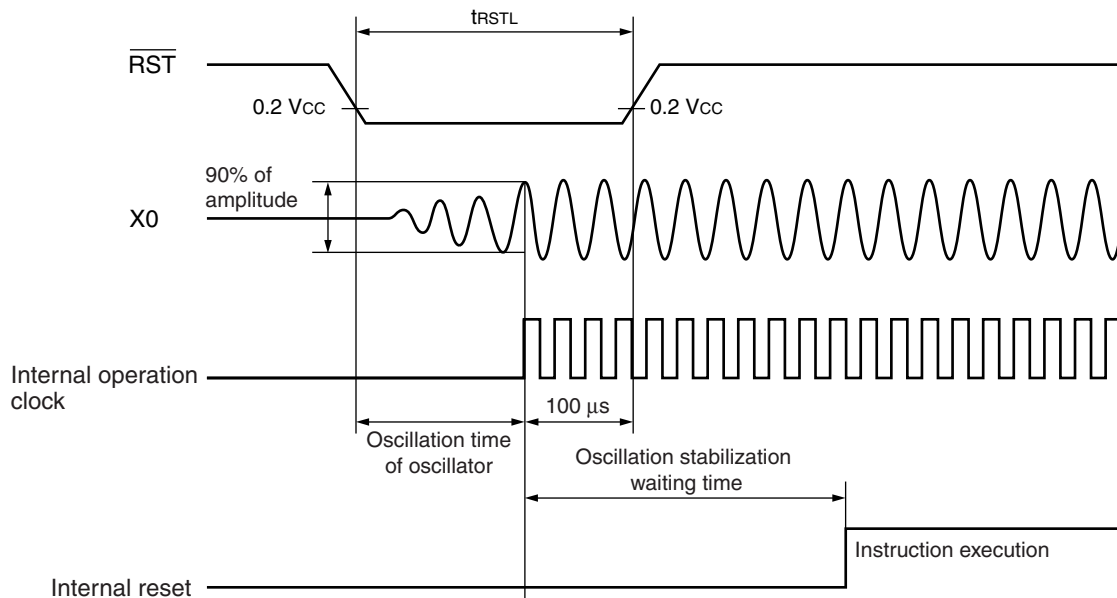 tRSTL
RST
0.2 VCC
0.2 VCC
90% of
amplitude
X0
Internal operation
clock
100 μs
Oscillation time
of oscillator
Oscillation stabilization
waiting time
Instruction execution
Internal reset